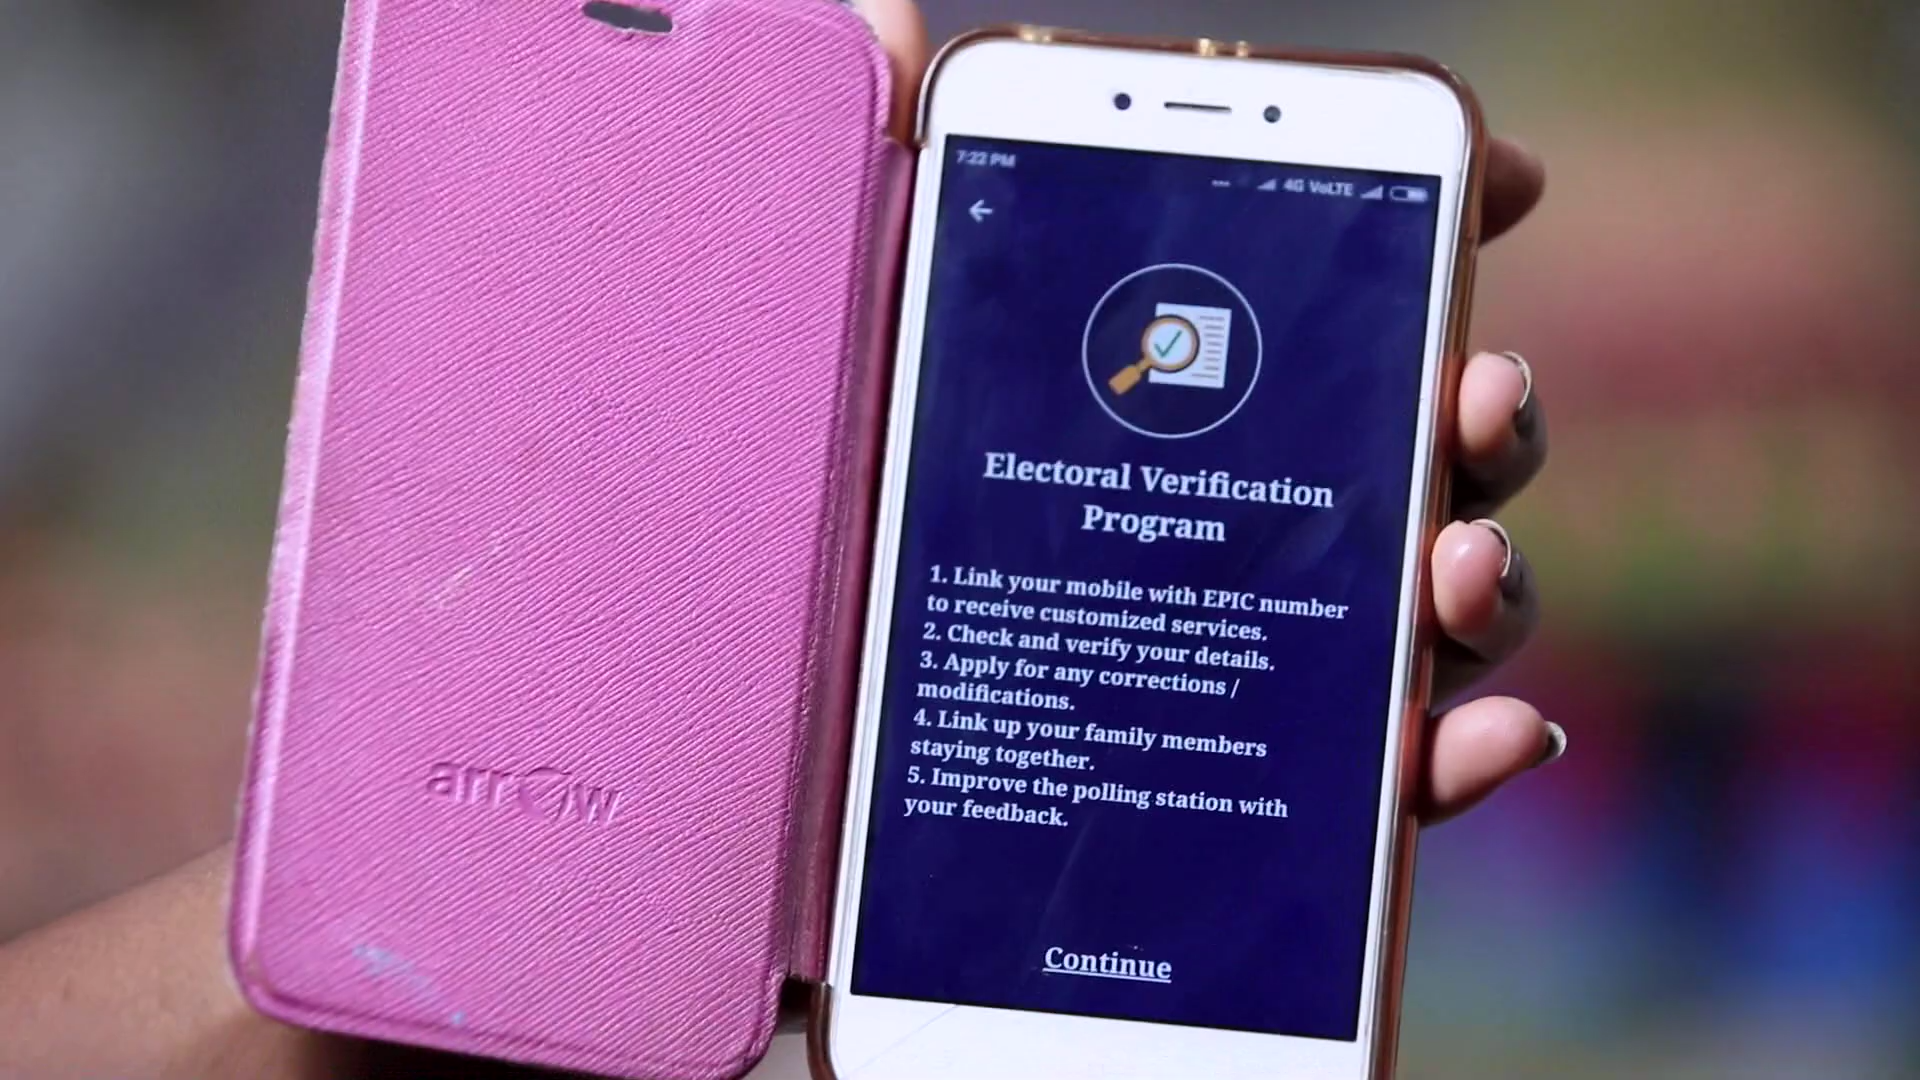 arrow
7:22 PM
4G VoLTE
Electoral Verification
Program
1. Link your mobile with EPIC number
to receive customized services.
2. Check and verify your details.
3. Apply for any corrections /
modifications.
4. Link up your family members
staying together.
5. Improve the polling station with
your feedback.
Continue